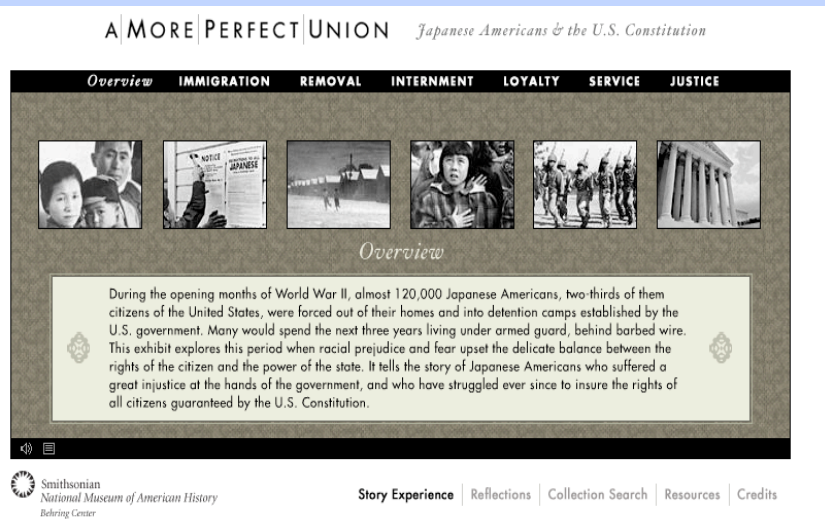 A MORE PERFECT UNION Japanese Americans & the U.S. Constitution
Overview IMMIGRATION REMOVAL INTERNMENT LOYALTY SERVICE JUSTICE
NOTICE
JAPANESE
Overview
During the opening months of World War II, almost 120,000 Japanese Americans, two-thirds of them
citizens of the United States, were forced out of their homes and into detention camps established by the
U.S. government. Many would spend the next three years living under armed guard, behind barbed wire.
This exhibit explores this period when racial prejudice and fear upset the delicate balance between the
rights of the citizen and the power of the state. It tells the story of Japanese Americans who suffered a
great injustice at the hands of the government, and who have struggled ever since to insure the rights of
all citizens guaranteed by the U.S. Constitution.
Smithsonian
National Museum of American History
Behring Center
Story Experience Reflections Collection Search Resources Credits